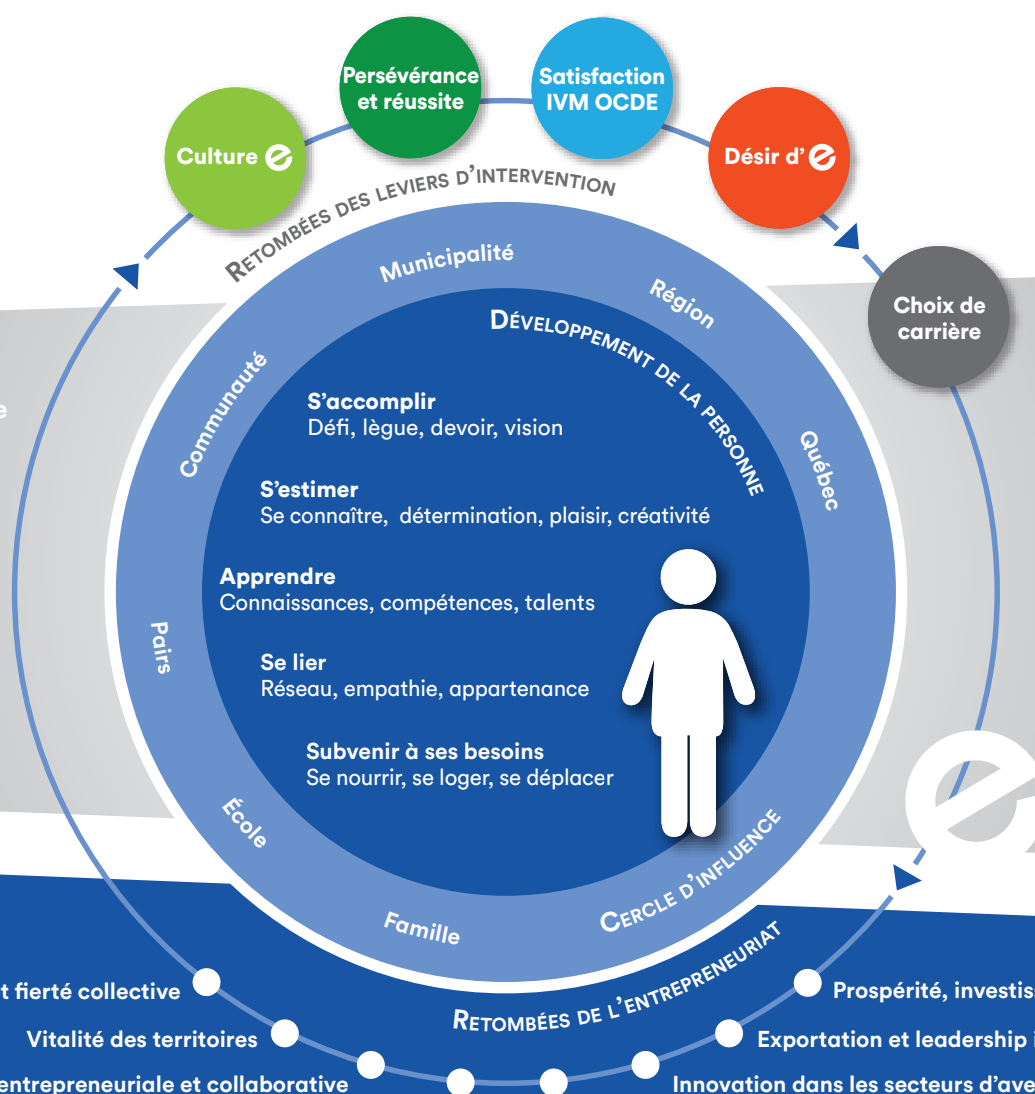 Persévérance
et réussite
Satisfaction
IVM OCDE
Culture e
Désir d'e
RETOMBÉES DES LEVIERS D'INTERVENTION
Choix de
carrière
Municipalité
Région
Communauté
Québec
Pairs
École
Famille
CERCLE D'INFLUENCE
DÉVELOPPEMENT DE LA PERSONNE
S'accomplir
Défi, lègue, devoir, vision
S'estimer
Se connaître, détermination, plaisir, créativité
Apprendre
Connaissances, compétences, talents
Se lier
Réseau, empathie, appartenance
Subvenir à ses besoins
Se nourrir, se loger, se déplacer
e
e
RETOMBÉES DE L'ENTREPRENEURIAT
t fierté collective
Vitalité des territoires
entrepreneuriale et collaborative
Prospérité, investis
Exportation et leadership i
Innovation dans les secteurs d'ave